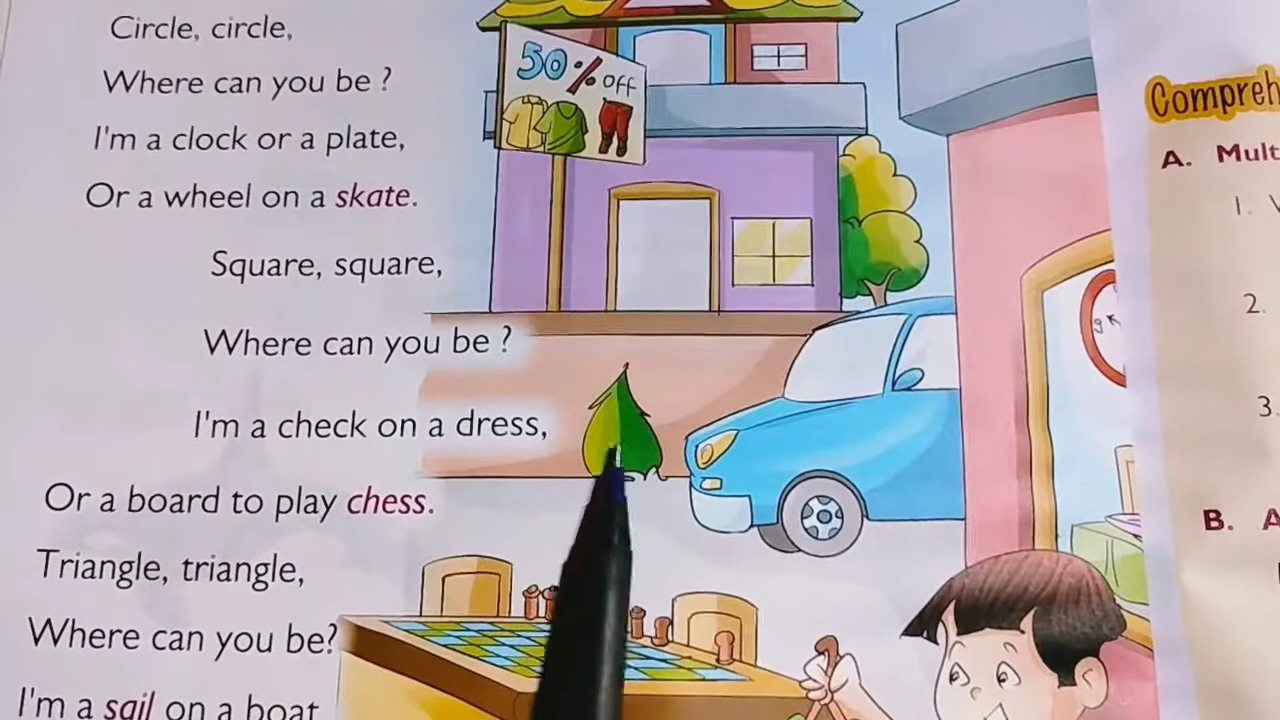 Circle, circle,
Where can you be ?
I'm a clock or a plate,
Or a wheel on a skate.
Square, square,
Where can you be ?
I'm a check on a dress,
Or a board to play chess.
Triangle, triangle,
Where can you be?
I'm a sail on a boat
50% OFF
9
A. Mult
1.
2.
3.
B. A